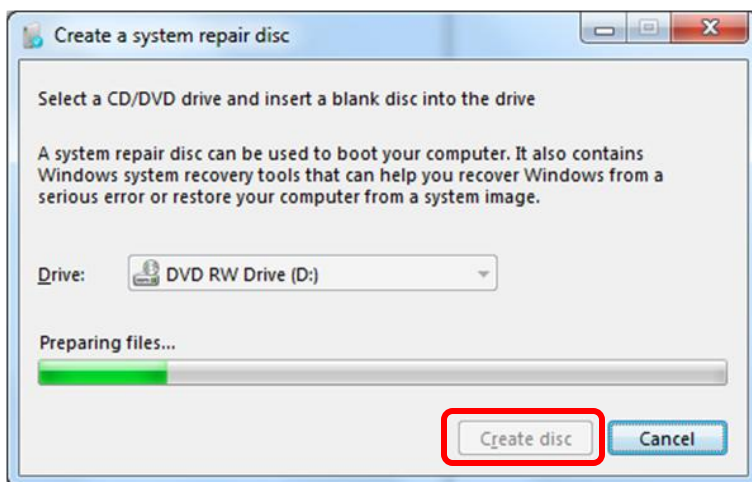 Create a system repair disc
Select a CD/DVD drive and insert a blank disc into the drive
A system repair disc can be used to boot your computer. It also contains
Windows system recovery tools that can help you recover Windows from a
serious error or restore your computer from a system image.
Drive: DVD RW Drive (D:)
Preparing files...
Create disc Cancel